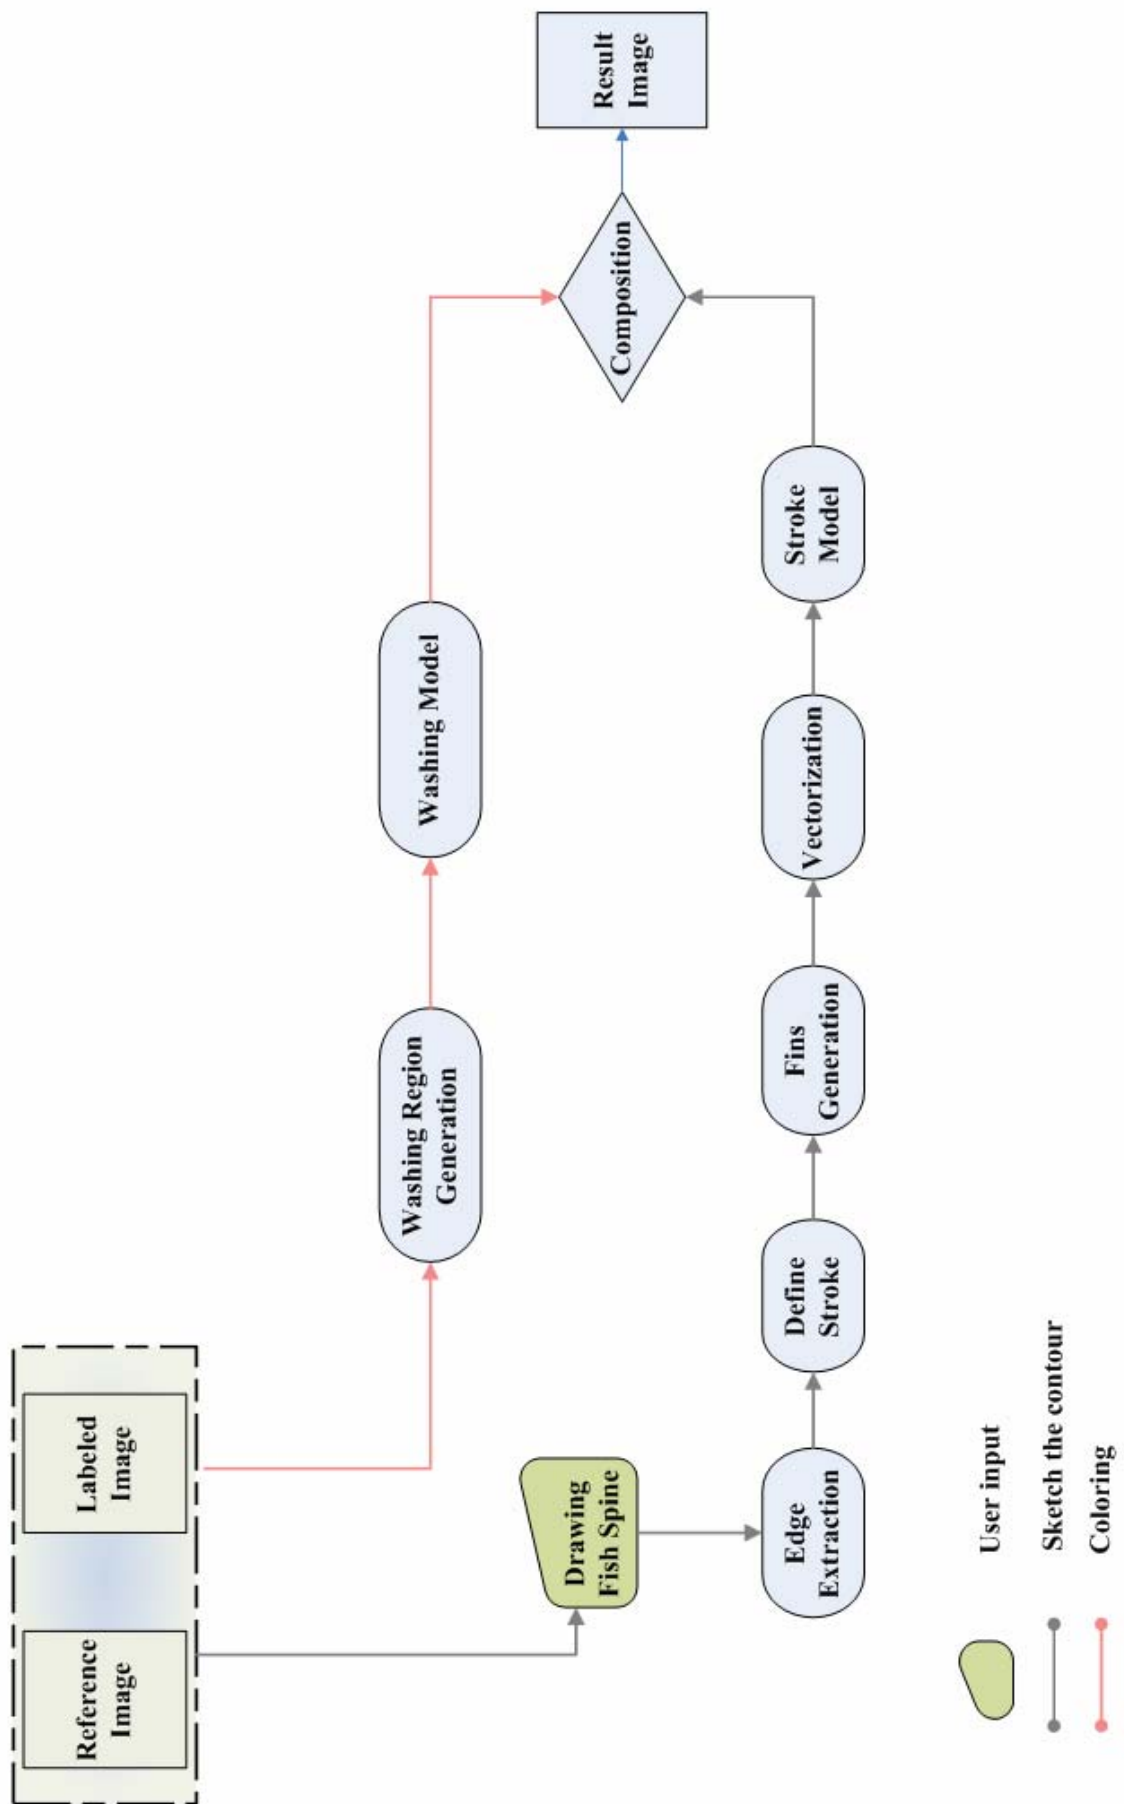 Reference
Image
Labeled
Image
Washing Region
Generation
Washing Model
Drawing
Fish Spine
Edge
Extraction
Define
Stroke
Fins
Generation
Vectorization
Stroke
Model
Composition
Result
Image
User input
Sketch the contour
Coloring